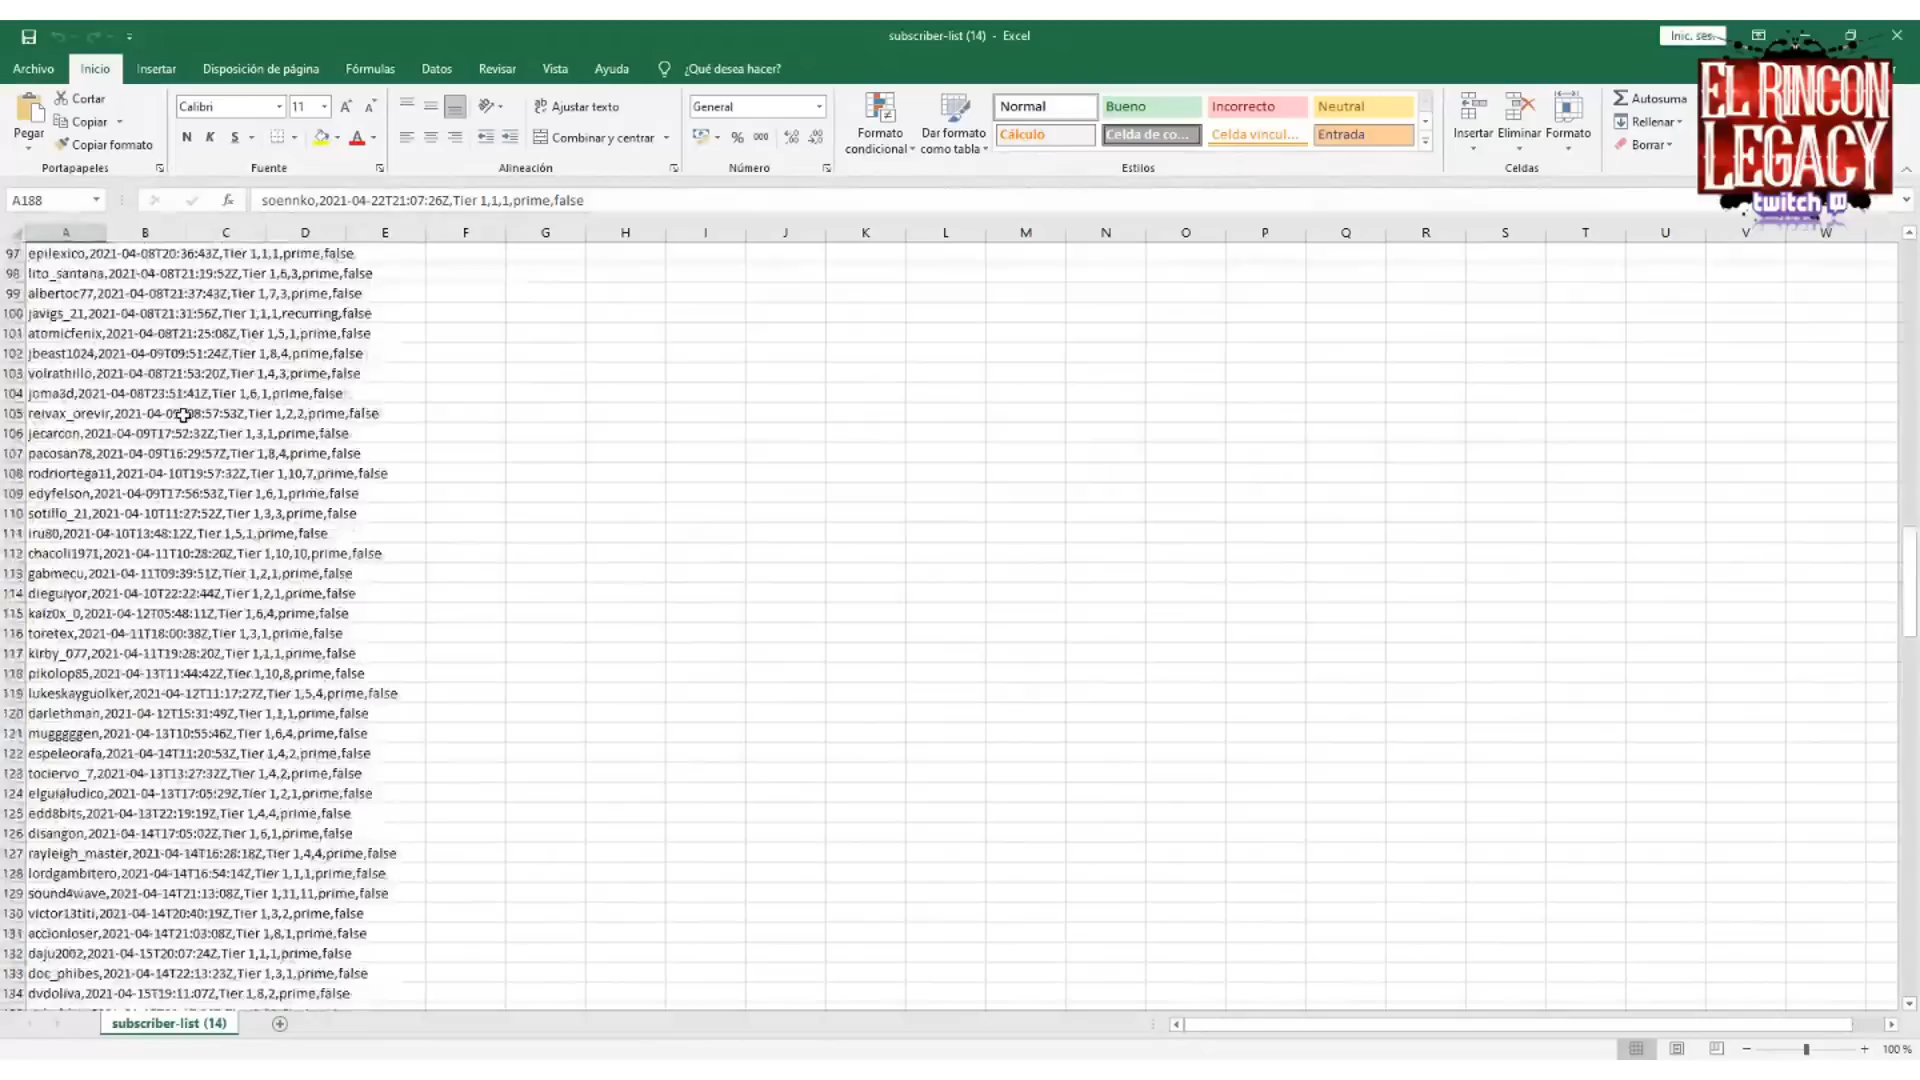 subscriber-list (14) - Excel
Inic. ses.
Archivo Inicio Insertar Disposición de página Fórmulas Datos Revisar Vista Ayuda ¿Qué desea hacer?
EL RINCON
LEGACY
twitch
Pegar
Cortar
Copiar
Copiar formato
Portapapeles
Calibri 11
N K S
Fuente
Ajustar texto
Combinar y centrar
Alineación
General
% 000
Número
Formato condicional
Dar formato como tabla
Normal Bueno Incorrecto Neutral
Cálculo Celda de co... Celda vincul... Entrada
Estilos
Insertar Eliminar Formato
Celdas
Autosuma
Rellenar
Borrar
A188 fx soennko,2021-04-22T21:07:26Z,Tier 1,1,1,prime,false
A B C D E F G H I J K L M N O P Q R S T U V W
97 epilexico,2021-04-08T20:36:43Z,Tier 1,1,1,prime,false
98 lito_santana,2021-04-08T21:19:52Z,Tier 1,6,3,prime,false
99 albertoc77,2021-04-08T21:37:43Z,Tier 1,7,3,prime,false
100 javigs_21,2021-04-08T21:31:56Z,Tier 1,1,1,recurring,false
101 atomicfenix,2021-04-08T21:25:08Z,Tier 1,5,1,prime,false
102 jbeast1024,2021-04-09T09:51:24Z,Tier 1,8,4,prime,false
103 volrathillo,2021-04-08T21:53:20Z,Tier 1,4,3,prime,false
104 joma3d,2021-04-08T23:51:41Z,Tier 1,6,1,prime,false
105 reivax_orevir,2021-04-09 08:57:53Z,Tier 1,2,2,prime,false
106 jecarcon,2021-04-09T17:52:32Z,Tier 1,3,1,prime,false
107 pacosan78,2021-04-09T16:29:57Z,Tier 1,8,4,prime,false
108 rodriortega11,2021-04-10T19:57:32Z,Tier 1,10,7,prime,false
109 edyfelson,2021-04-09T17:56:53Z,Tier 1,6,1,prime,false
110 sotillo_21,2021-04-10T11:27:52Z,Tier 1,3,3,prime,false
111 iru80,2021-04-10T13:48:12Z,Tier 1,5,1,prime,false
112 chacoli1971,2021-04-11T10:28:20Z,Tier 1,10,10,prime,false
113 gabmecu,2021-04-11T09:39:51Z,Tier 1,2,1,prime,false
114 dieguiyor,2021-04-10T22:22:44Z,Tier 1,2,1,prime,false
115 kaiz0x_0,2021-04-12T05:48:11Z,Tier 1,6,4,prime,false
116 toretex,2021-04-11T18:00:38Z,Tier 1,3,1,prime,false
117 kirby_077,2021-04-11T19:28:20Z,Tier 1,1,1,prime,false
118 pikolop85,2021-04-13T11:44:42Z,Tier 1,10,8,prime,false
119 lukeskayguolker,2021-04-12T11:17:27Z,Tier 1,5,4,prime,false
120 darlethman,2021-04-12T15:31:49Z,Tier 1,1,1,prime,false
121 mugggggen,2021-04-13T10:55:46Z,Tier 1,6,4,prime,false
122 espeleorafa,2021-04-14T11:20:53Z,Tier 1,4,2,prime,false
123 tociervo_7,2021-04-13T13:27:32Z,Tier 1,4,2,prime,false
124 elguialudico,2021-04-13T17:05:29Z,Tier 1,2,1,prime,false
125 edd8bits,2021-04-13T22:19:19Z,Tier 1,4,4,prime,false
126 disangon,2021-04-14T17:05:02Z,Tier 1,6,1,prime,false
127 rayleigh_master,2021-04-14T16:28:18Z,Tier 1,4,4,prime,false
128 lordgambitero,2021-04-14T16:54:14Z,Tier 1,1,1,prime,false
129 sound4wave,2021-04-14T21:13:08Z,Tier 1,11,11,prime,false
130 victor13titi,2021-04-14T20:40:19Z,Tier 1,3,2,prime,false
131 accionloser,2021-04-14T21:03:08Z,Tier 1,8,1,prime,false
132 daju2002,2021-04-15T20:07:24Z,Tier 1,1,1,prime,false
133 doc_phibes,2021-04-14T22:13:23Z,Tier 1,3,1,prime,false
134 dvdoliva,2021-04-15T19:11:07Z,Tier 1,8,2,prime,false
subscriber-list (14)
100 %